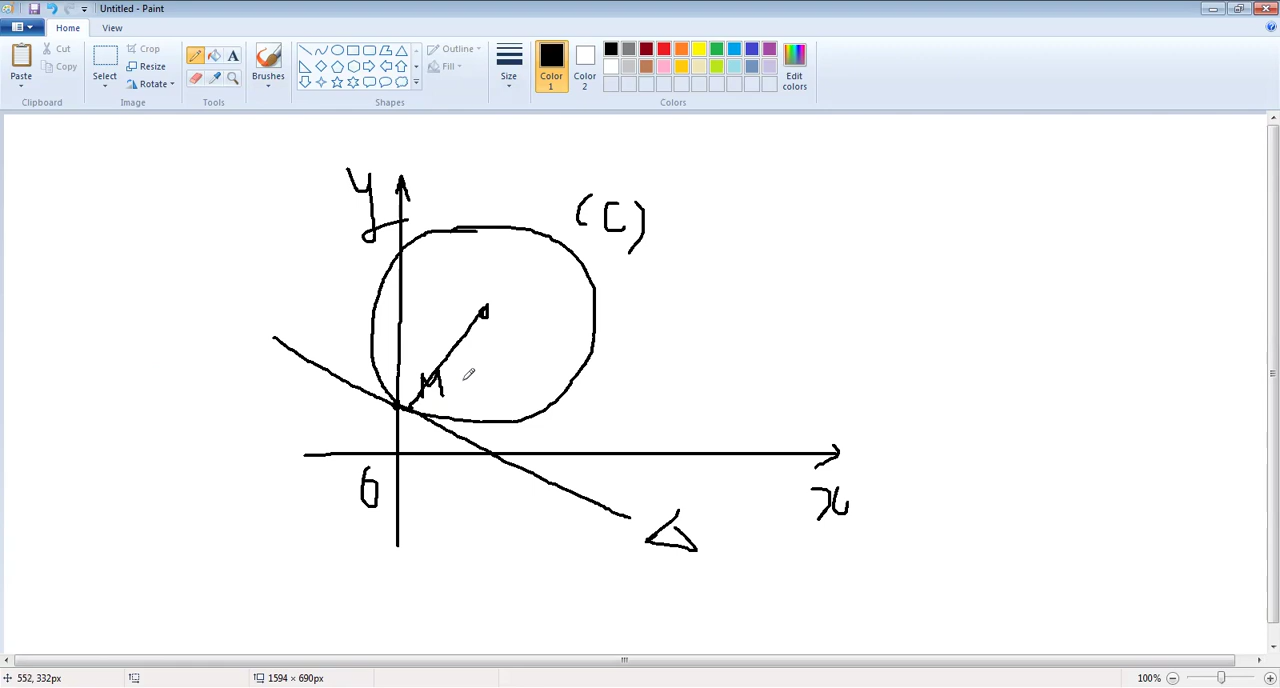 Untitled - Paint
Home View
Paste
Cut
Copy
Clipboard
Select
Crop
Resize
Rotate
Image
A
Tools
Brushes
Shapes
Outline
Fill
Size
Color 1
Color 2
Edit colors
Colors
y
(C)
M
O
x
Δ
552, 332px
1594 × 690px
100%